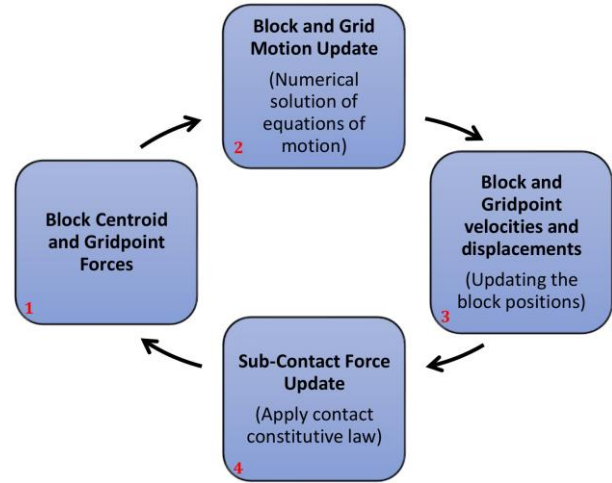 Block and Grid
Motion Update
(Numerical
solution of
equations of
motion)
2
Block Centroid
and Gridpoint
Forces
1
Block and
Gridpoint
velocities and
displacements
(Updating the
block positions)
3
Sub-Contact Force
Update
(Apply contact
constitutive law)
4